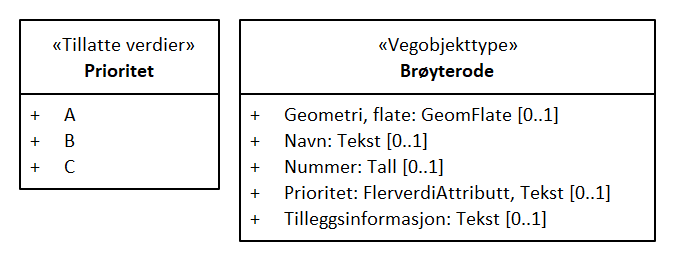 «Tillatte verdier»
Prioritet
+ A
+ B
+ C
«Vegobjekttype»
Brøyterode
+ Geometri, flate: GeomFlate [0..1]
+ Navn: Tekst [0..1]
+ Nummer: Tall [0..1]
+ Prioritet: FlerverdiAttributt, Tekst [0..1]
+ Tilleggsinformasjon: Tekst [0..1]